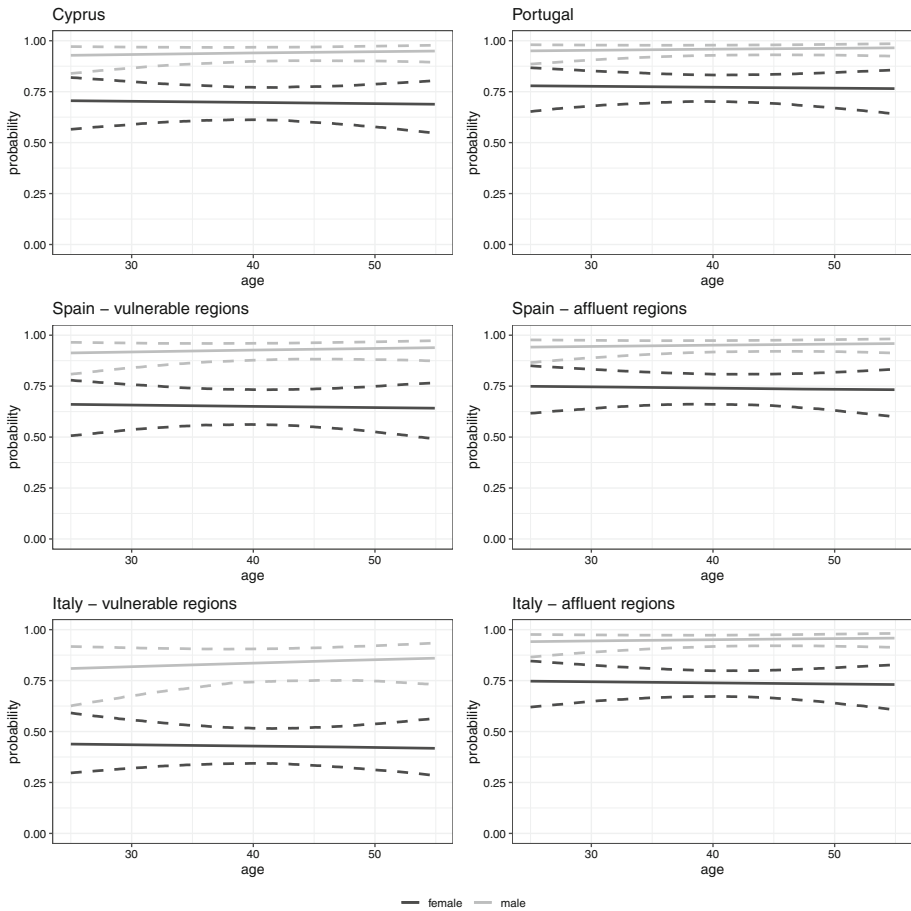 Cyprus
Portugal
1.00
0.75
0.50
0.25
0.00
probability
30 40 50
age
1.00
0.75
0.50
0.25
0.00
probability
30 40 50
age
Spain − vulnerable regions
Spain − affluent regions
1.00
0.75
0.50
0.25
0.00
probability
30 40 50
age
1.00
0.75
0.50
0.25
0.00
probability
30 40 50
age
Italy − vulnerable regions
Italy − affluent regions
1.00
0.75
0.50
0.25
0.00
probability
30 40 50
age
1.00
0.75
0.50
0.25
0.00
probability
30 40 50
age
female male